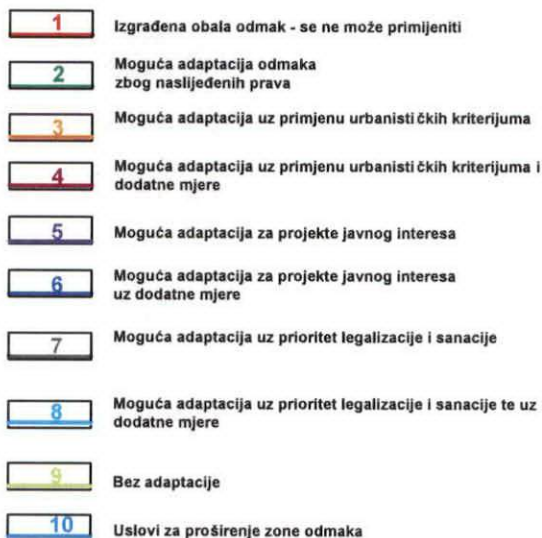 1 Izgrađena obala odmak - se ne može primijeniti
2 Moguća adaptacija odmaka
zbog naslijeđenih prava
3 Moguća adaptacija uz primjenu urbanističkih kriterijuma
4 Moguća adaptacija uz primjenu urbanističkih kriterijuma i
dodatne mjere
5 Moguća adaptacija za projekte javnog interesa
6 Moguća adaptacija za projekte javnog interesa
uz dodatne mjere
7 Moguća adaptacija uz prioritet legalizacije i sanacije
8 Moguća adaptacija uz prioritet legalizacije i sanacije te uz
dodatne mjere
9 Bez adaptacije
10 Uslovi za proširenje zone odmaka